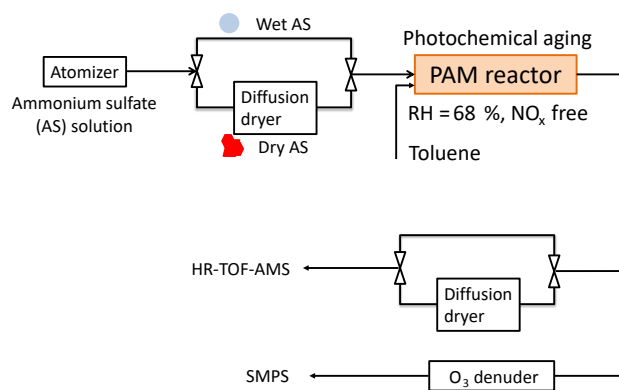 Wet AS
Photochemical aging
Atomizer
PAM reactor
Ammonium sulfate
(AS) solution
Diffusion
dryer
RH = 68 %, NOx free
Dry AS
Toluene
HR-TOF-AMS
Diffusion
dryer
SMPS
O3 denuder